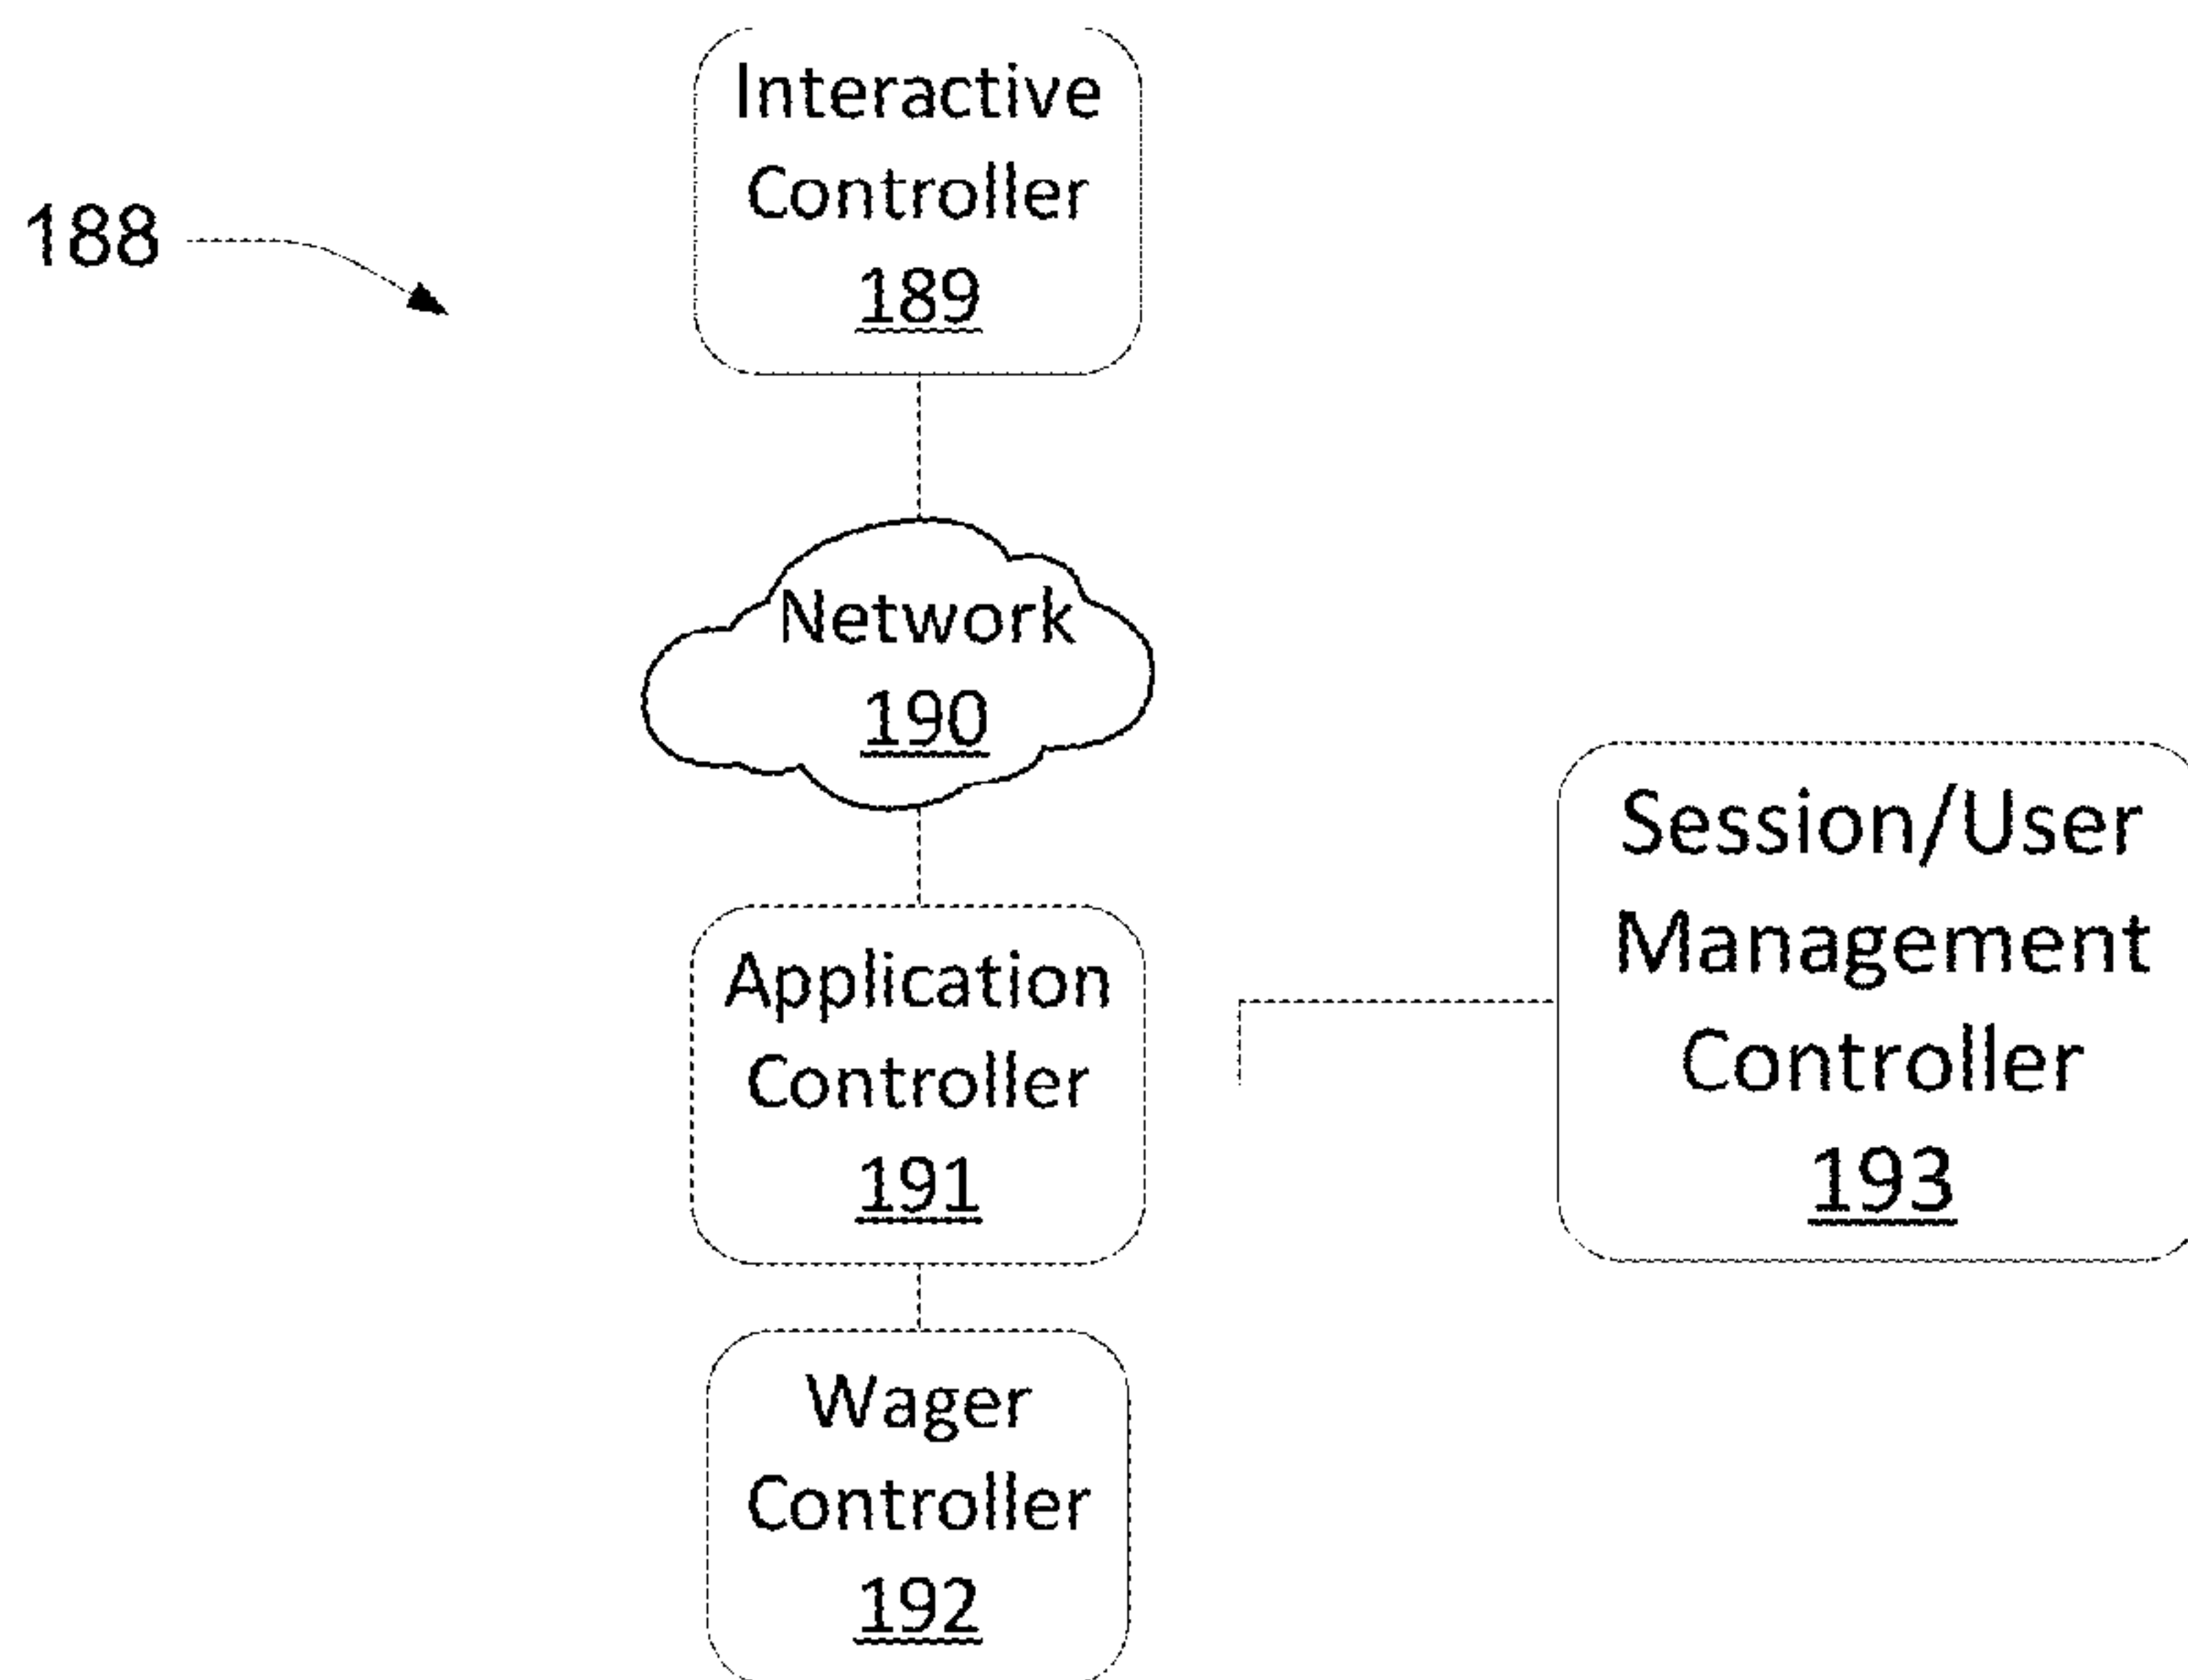 188
Interactive
Controller
189
Network
190
Application
Controller
191
Session/User
Management
Controller
193
Wager
Controller
192